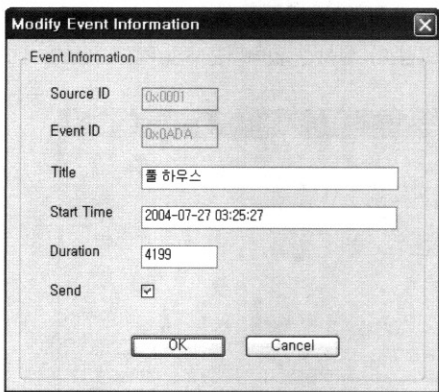 Modify Event Information
Event Information
Source ID 0x0001
Event ID 0x0ADA
Title 풀 하우스
Start Time 2004-07-27 03:25:27
Duration 4199
Send
OK Cancel